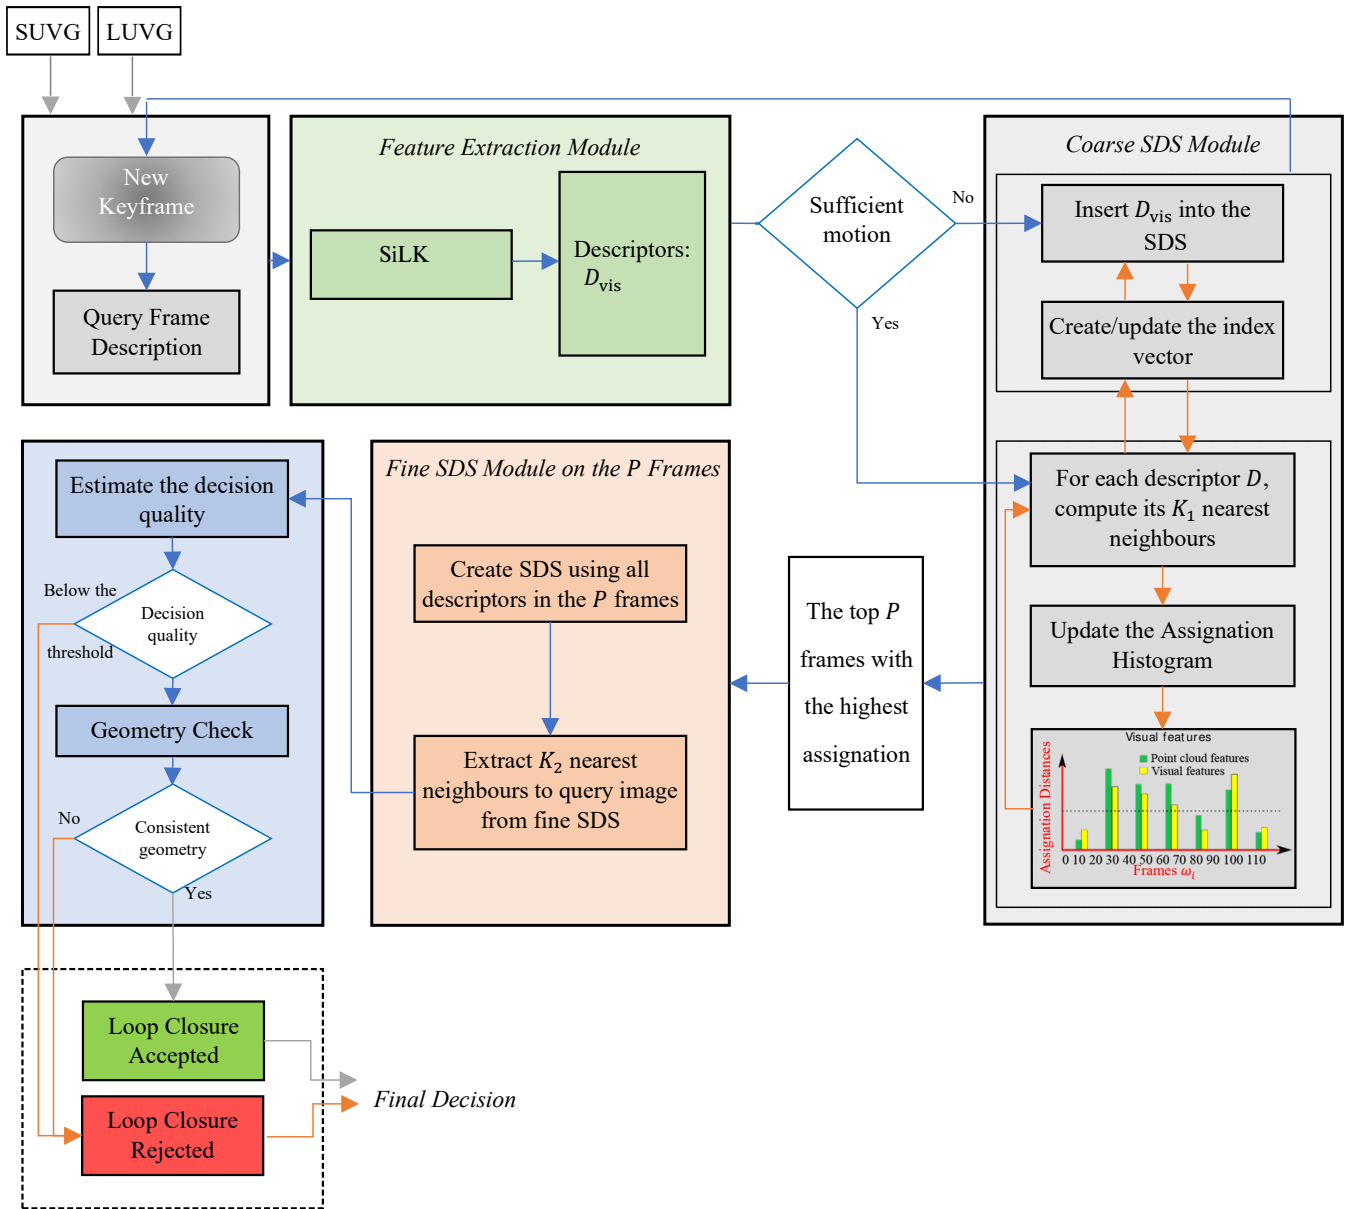 SUVG
LUVG
New
Keyframe
Query Frame
Description
Feature Extraction Module
SiLK
Descriptors:
D_vis
Sufficient
motion
No
Yes
Coarse SDS Module
Insert D_vis into the
SDS
Create/update the index
vector
For each descriptor D,
compute its K_1 nearest
neighbours
Update the Assignation
Histogram
Visual features
Point cloud features
Visual features
Assignation Distances
0 10 20 30 40 50 60 70 80 90 100 110
Frames ω_i
The top P
frames with
the highest
assignation
Fine SDS Module on the P Frames
Create SDS using all
descriptors in the P frames
Extract K_2 nearest
neighbours to query image
from fine SDS
Estimate the decision
quality
Below the
threshold
Decision
quality
Geometry Check
No
Consistent
geometry
Yes
Loop Closure
Accepted
Loop Closure
Rejected
Final Decision